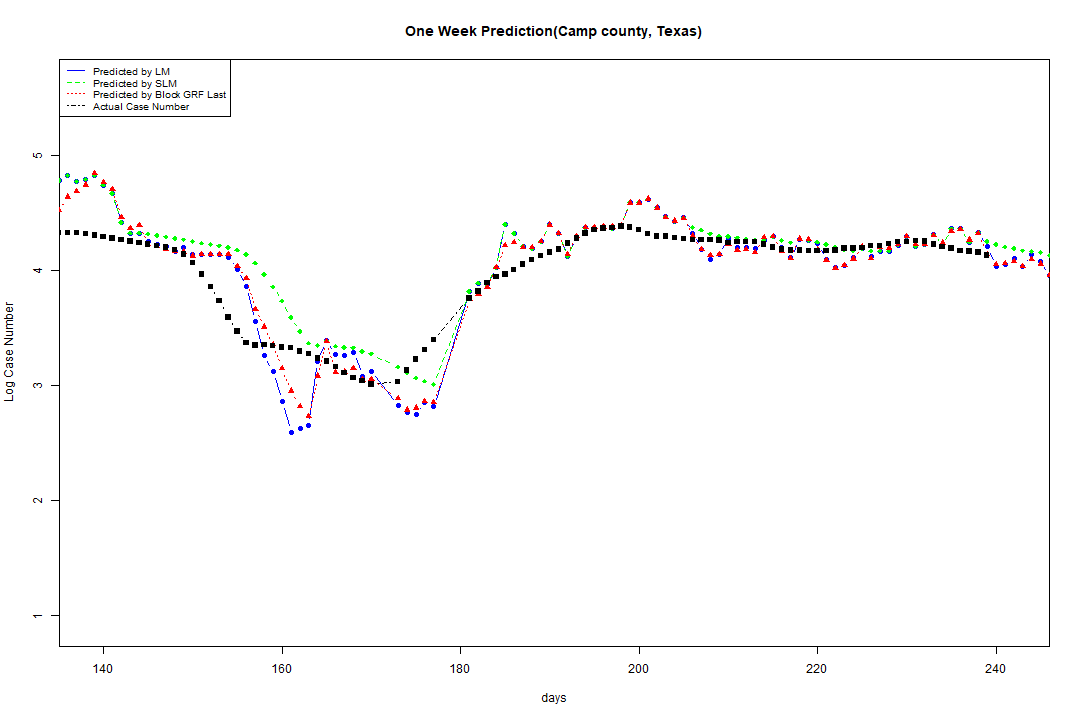 One Week Prediction(Camp county, Texas)
Predicted by LM
Predicted by SLM
Predicted by Block GRF Last
Actual Case Number
5
4
3
2
1
Log Case Number
140 160 180 200 220 240
days